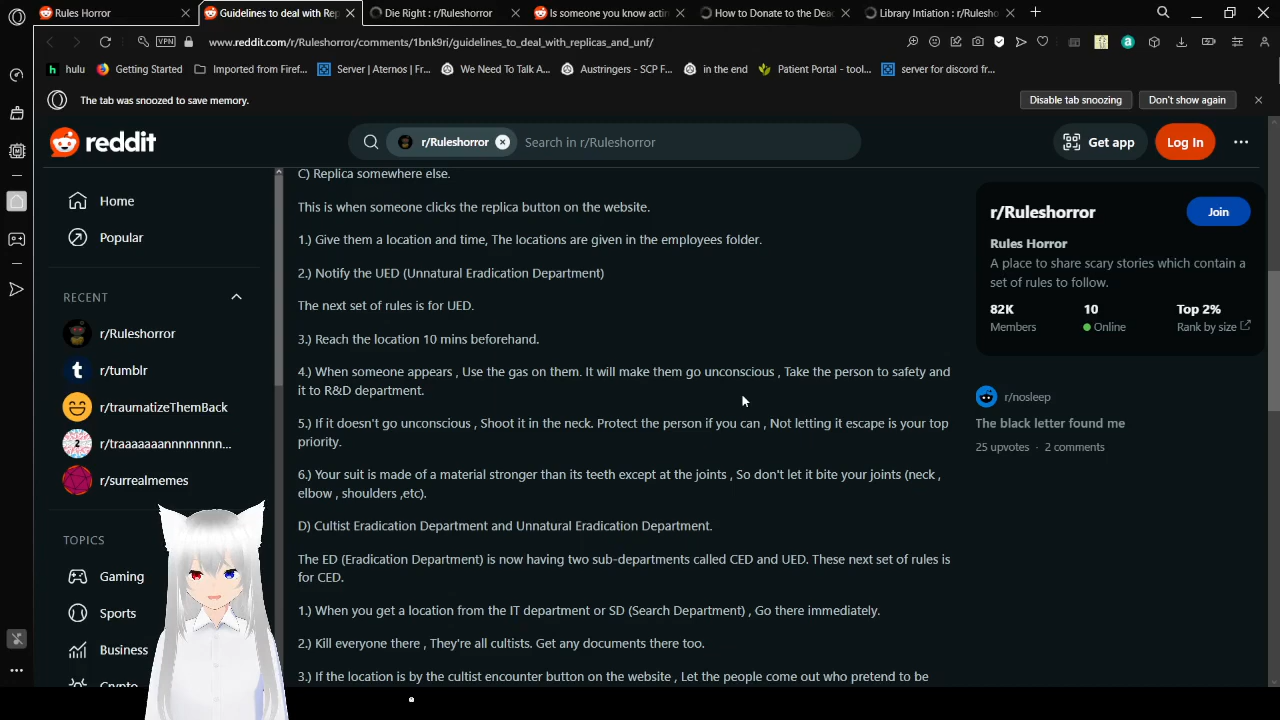 Rules Horror
Guidelines to deal with Rep
Die Right : r/Ruleshorror
Is someone you know actin
How to Donate to the Dea
Library Intiation : r/Rulesho
VPN
www.reddit.com/r/Ruleshorror/comments/1bnk9ri/guidelines_to_deal_with_replicas_and_unf/
hulu
Getting Started
Imported from Firef...
Server | Aternos | Fr...
We Need To Talk A...
Austringers - SCP F...
in the end
Patient Portal - tool...
server for discord fr...
The tab was snoozed to save memory.
Disable tab snoozing
Don't show again
reddit
r/Ruleshorror
Search in r/Ruleshorror
Get app
Log In
Home
Popular
RECENT
r/Ruleshorror
r/tumblr
r/traumatizeThemBack
r/traaaaaaannnnnnnn...
r/surrealmemes
TOPICS
Gaming
Sports
Business
Crypto
C) Replica somewhere else.
This is when someone clicks the replica button on the website.
1.) Give them a location and time, The locations are given in the employees folder.
2.) Notify the UED (Unnatural Eradication Department)
The next set of rules is for UED.
3.) Reach the location 10 mins beforehand.
4.) When someone appears , Use the gas on them. It will make them go unconscious , Take the person to safety and
it to R&D department.
5.) If it doesn't go unconscious , Shoot it in the neck. Protect the person if you can , Not letting it escape is your top
priority.
6.) Your suit is made of a material stronger than its teeth except at the joints , So don't let it bite your joints (neck ,
elbow , shoulders ,etc).
D) Cultist Eradication Department and Unnatural Eradication Department.
The ED (Eradication Department) is now having two sub-departments called CED and UED. These next set of rules is
for CED.
1.) When you get a location from the IT department or SD (Search Department) , Go there immediately.
2.) Kill everyone there , They're all cultists. Get any documents there too.
3.) If the location is by the cultist encounter button on the website , Let the people come out who pretend to be
r/Ruleshorror
Join
Rules Horror
A place to share scary stories which contain a
set of rules to follow.
82K
10
Top 2%
Members
Online
Rank by size
r/nosleep
The black letter found me
25 upvotes · 2 comments